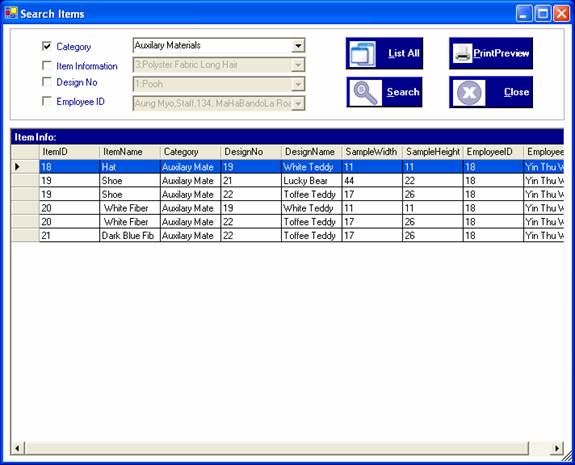 Search Items
Category Auxilary Materials List All PrintPreview
Item Information 3:Polyster Fabric Long Hair
Design No 1:Pooh Search Close
Employee ID Aung Myo,Staff,134, MaHaBandoLa Roa
Item Info:
ItemID ItemName Category DesignNo DesignName SampleWidth SampleHeight EmployeeID Employee
18 Hat Auxilary Mate 19 White Teddy 11 11 18 Yin Thu W
19 Shoe Auxilary Mate 21 Lucky Bear 44 22 18 Yin Thu W
19 Shoe Auxilary Mate 22 Toffee Teddy 17 26 18 Yin Thu W
20 White Fiber Auxilary Mate 19 White Teddy 11 11 18 Yin Thu W
20 White Fiber Auxilary Mate 22 Toffee Teddy 17 26 18 Yin Thu W
21 Dark Blue Fib Auxilary Mate 22 Toffee Teddy 17 26 18 Yin Thu W